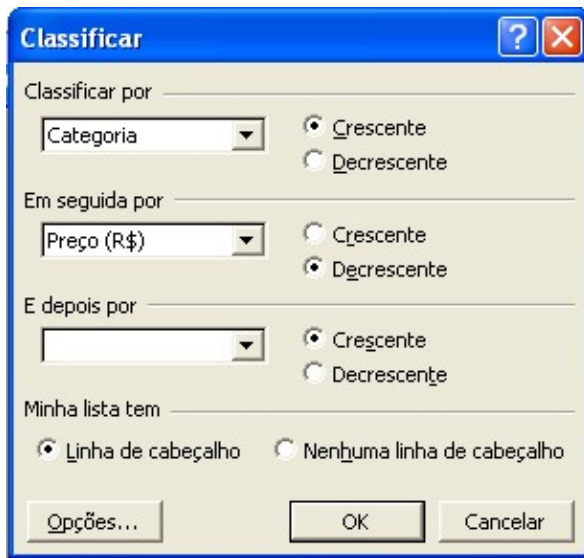 Classificar
Classificar por
Categoria
Crescente
Decrescente
Em seguida por
Preço (R$)
Crescente
Decrescente
E depois por
Crescente
Decrescente
Minha lista tem
Linha de cabeçalho Nenhuma linha de cabeçalho
Opções... OK Cancelar